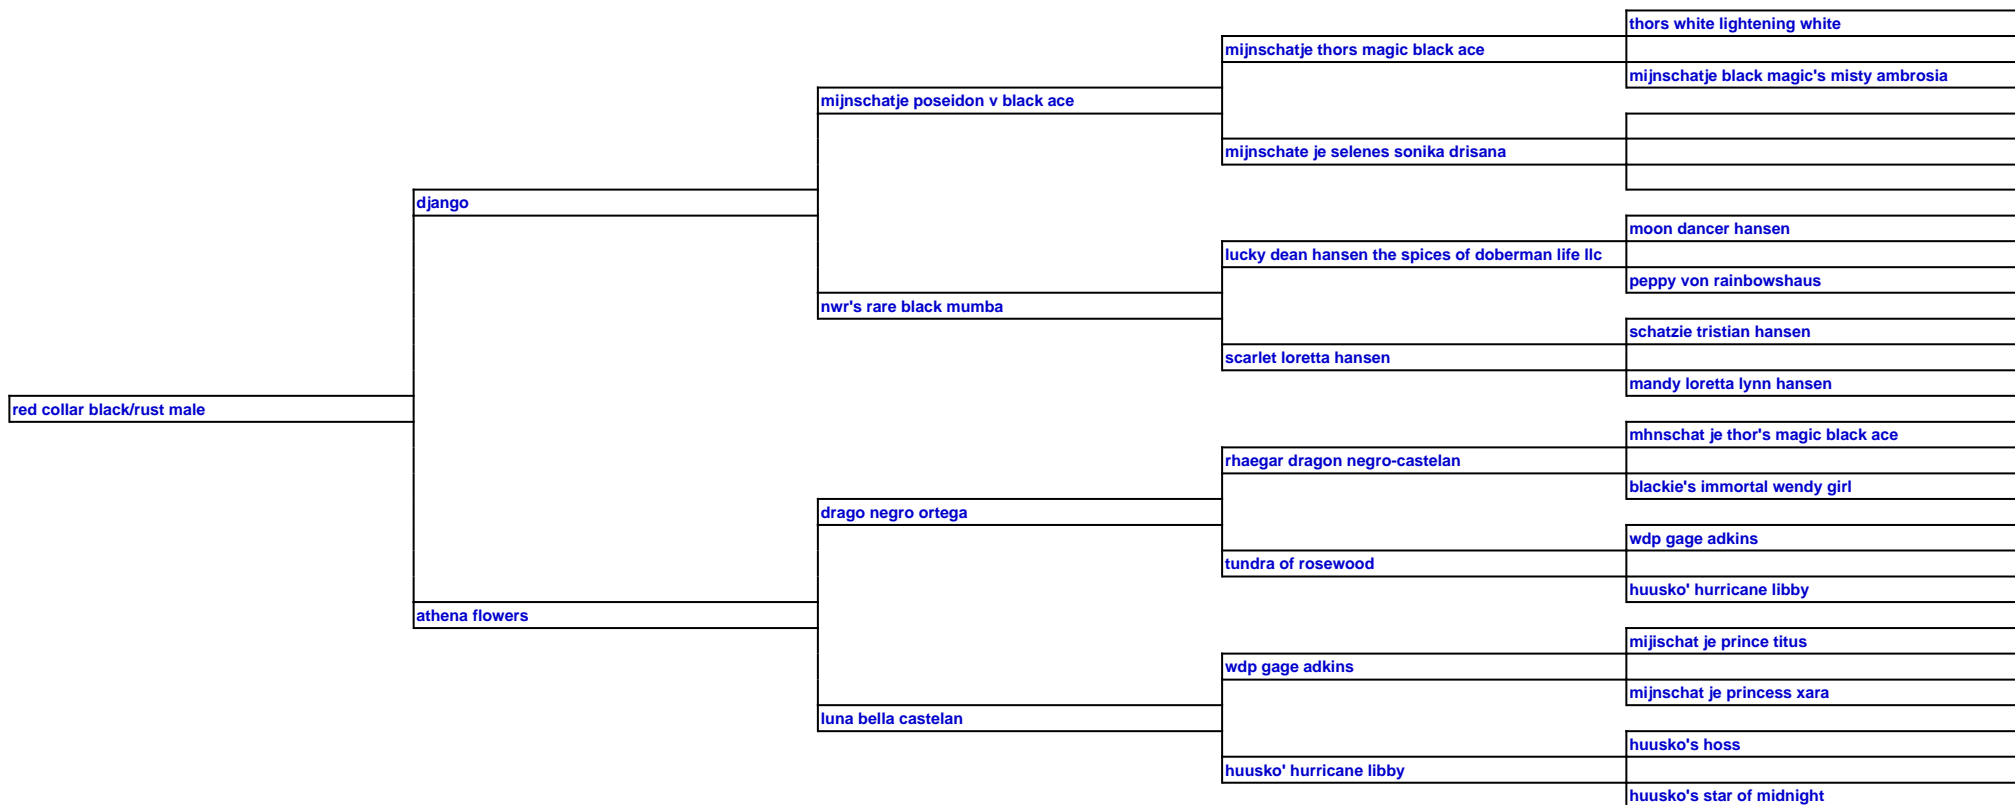 thors white lightening white
mijnschatje thors magic black ace
mijnschatje black magic's misty ambrosia
mijnschatje poseidon v black ace
mijnschate je selenes sonika drisana
django
moon dancer hansen
lucky dean hansen the spices of doberman life llc
peppy von rainbowshaus
nwr's rare black mumba
schatzie tristian hansen
scarlet loretta hansen
mandy loretta lynn hansen
red collar black/rust male
mhnschat je thor's magic black ace
rhaegar dragon negro-castelan
blackie's immortal wendy girl
drago negro ortega
wdp gage adkins
tundra of rosewood
huusko' hurricane libby
athena flowers
mijischat je prince titus
wdp gage adkins
mijnschat je princess xara
luna bella castelan
huusko's hoss
huusko' hurricane libby
huusko's star of midnight